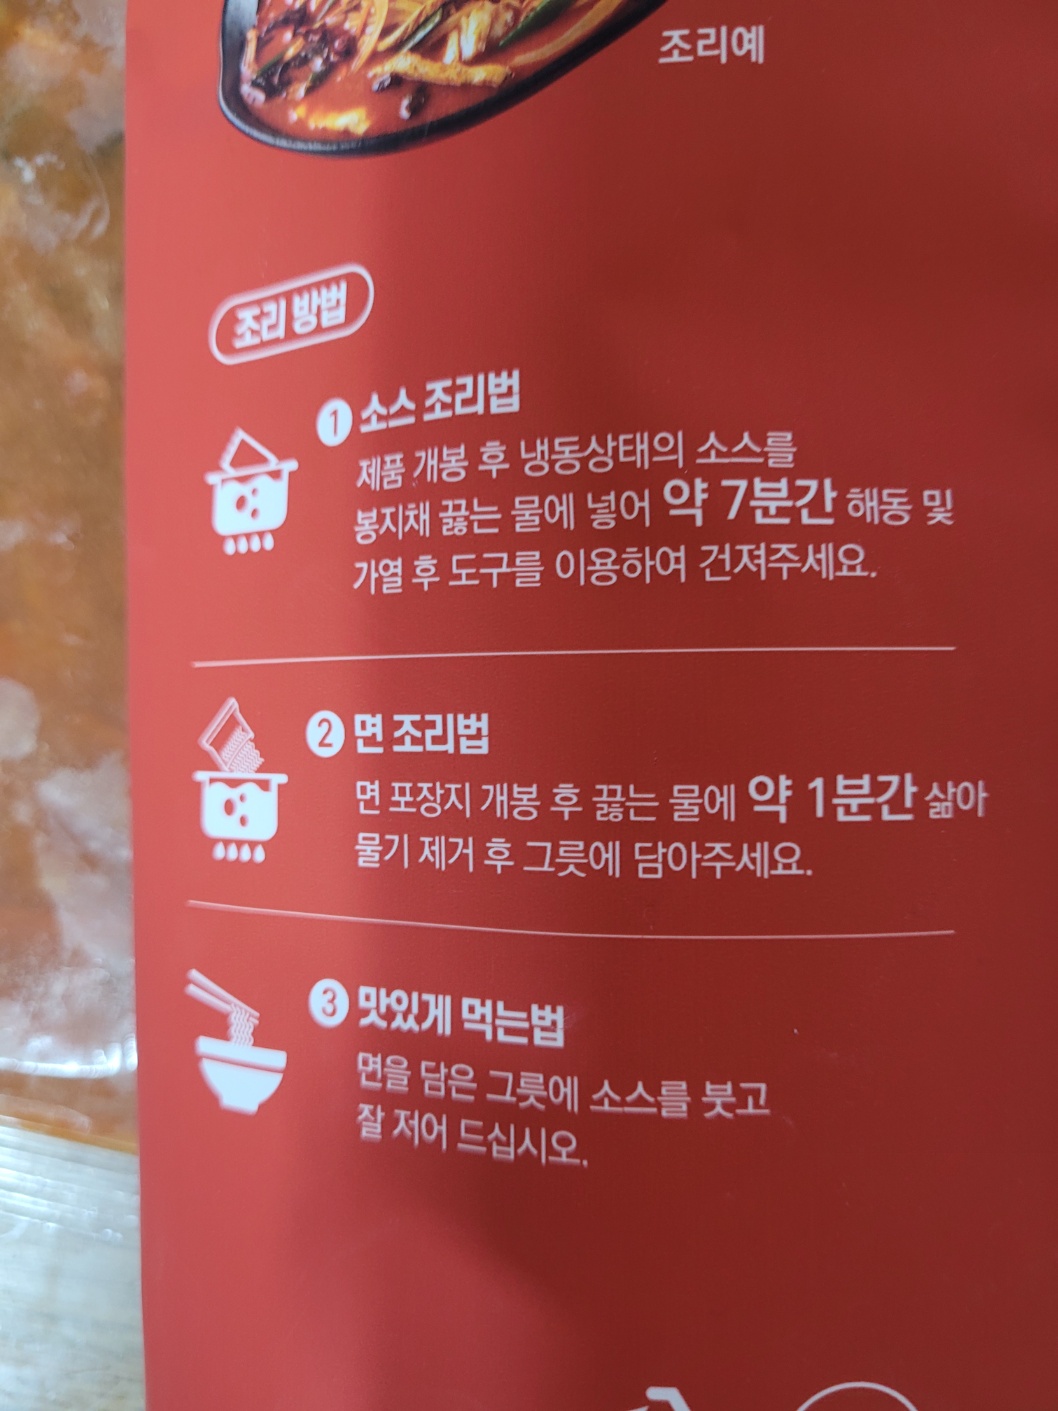 조리예
조리 방법
1 소스 조리법
제품 개봉 후 냉동상태의 소스를
봉지채 끓는 물에 넣어 약 7분간 해동 및
가열 후 도구를 이용하여 건져주세요.
2 면 조리법
면 포장지 개봉 후 끓는 물에 약 1분간 삶아
물기 제거 후 그릇에 담아주세요.
3 맛있게 먹는법
면을 담은 그릇에 소스를 붓고
잘 저어 드십시오.